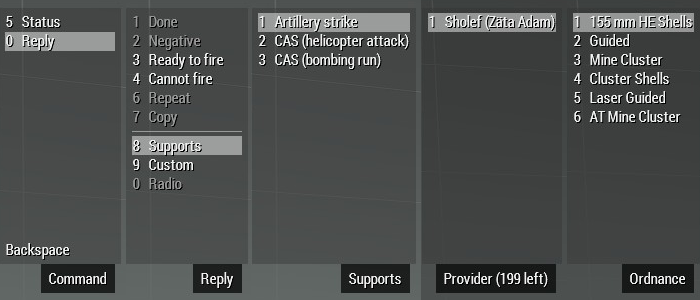 5 Status
0 Reply
Backspace
Command
1 Done
2 Negative
3 Ready to fire
4 Cannot fire
6 Repeat
7 Copy
8 Supports
9 Custom
0 Radio
Reply
1 Artillery strike
2 CAS (helicopter attack)
3 CAS (bombing run)
Supports
1 Sholef (Zäta Adam)
Provider (199 left)
1 155 mm HE Shells
2 Guided
3 Mine Cluster
4 Cluster Shells
5 Laser Guided
6 AT Mine Cluster
Ordnance